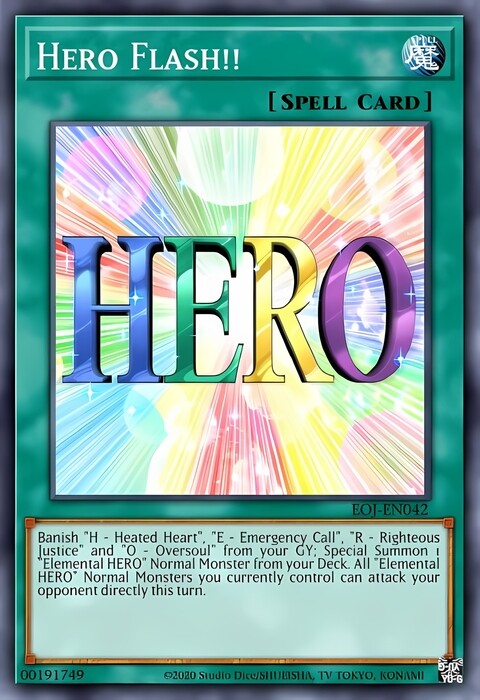 HERO FLASH!!
魔
[SPELL CARD]
HERO
EOJ-EN042
Banish "H - Heated Heart", "E - Emergency Call", "R - Righteous
Justice" and "O - Oversoul" from your GY; Special Summon 1
"Elemental HERO" Normal Monster from your Deck. All "Elemental
HERO" Normal Monsters you currently control can attack your
opponent directly this turn.
00191749
©2020 Studio Dice/SHUEISHA, TV TOKYO, KONAMI